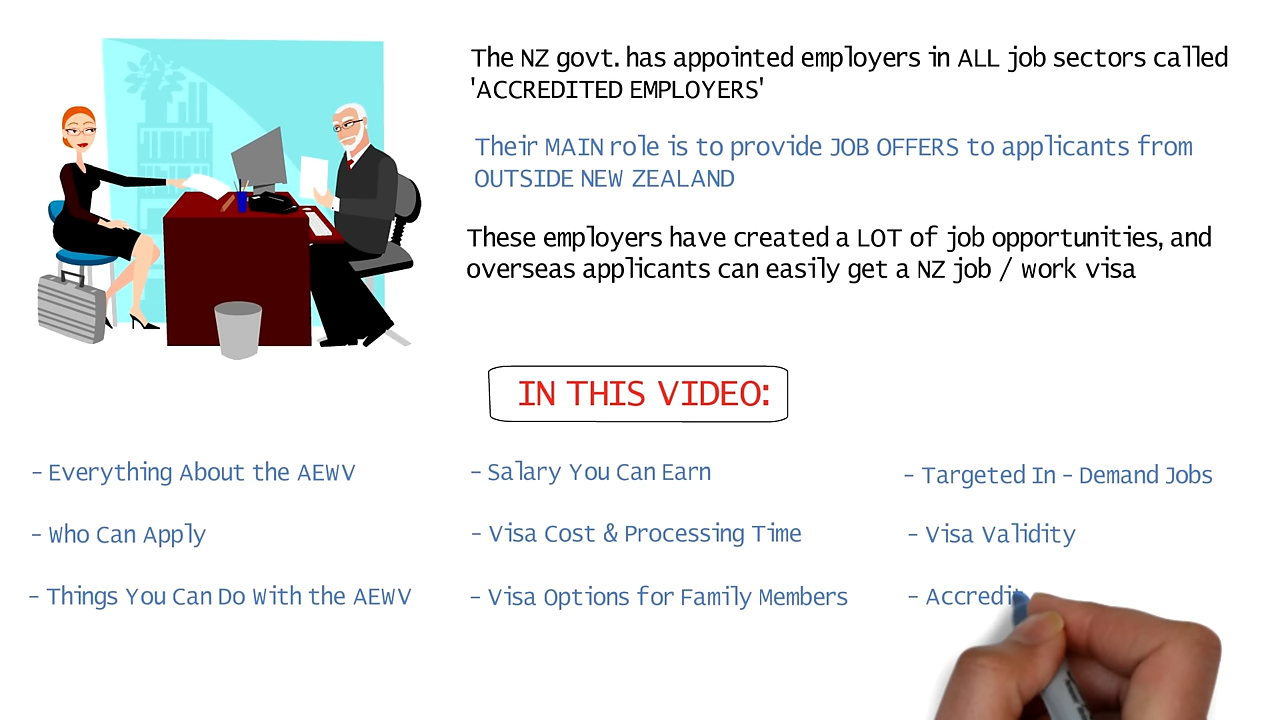 The NZ govt. has appointed employers in ALL job sectors called
'ACCREDITED EMPLOYERS'
Their MAIN role is to provide JOB OFFERS to applicants from
OUTSIDE NEW ZEALAND
These employers have created a LOT of job opportunities, and
overseas applicants can easily get a NZ job / work visa
IN THIS VIDEO:
- Everything About the AEWV
- Who Can Apply
- Things You Can Do With the AEWV
- Salary You Can Earn
- Visa Cost & Processing Time
- Visa Options for Family Members
- Targeted In - Demand Jobs
- Visa Validity
- Accredit